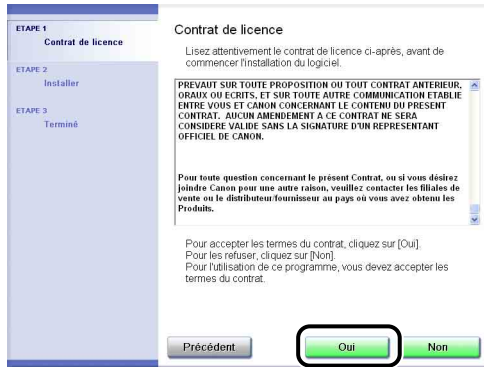 ETAPE 1
Contrat de licence
ETAPE 2
Installer
ETAPE 3
Terminé
Contrat de licence
Lisez attentivement le contrat de licence ci-après, avant de
commencer l'installation du logiciel.
PREVAUT SUR TOUTE PROPOSITION OU TOUT CONTRAT ANTERIEUR,
ORAUX OU ECRITS, ET SUR TOUTE AUTRE COMMUNICATION ETABLIE
ENTRE VOUS ET CANON CONCERNANT LE CONTENU DU PRESENT
CONTRAT. AUCUN AMENDEMENT A CE CONTRAT NE SERA
CONSIDERE VALIDE SANS LA SIGNATURE D'UN REPRESENTANT
OFFICIEL DE CANON.
Pour toute question concernant le présent Contrat, ou si vous désirez
joindre Canon pour une autre raison, veuillez contacter les filiales de
vente ou le distributeur/fournisseur au pays où vous avez obtenu les
Produits.
Pour accepter les termes du contrat, cliquez sur [Oui].
Pour les refuser, cliquez sur [Non].
Pour l'utilisation de ce programme, vous devez accepter les
termes du contrat.
Précédent
Oui
Non